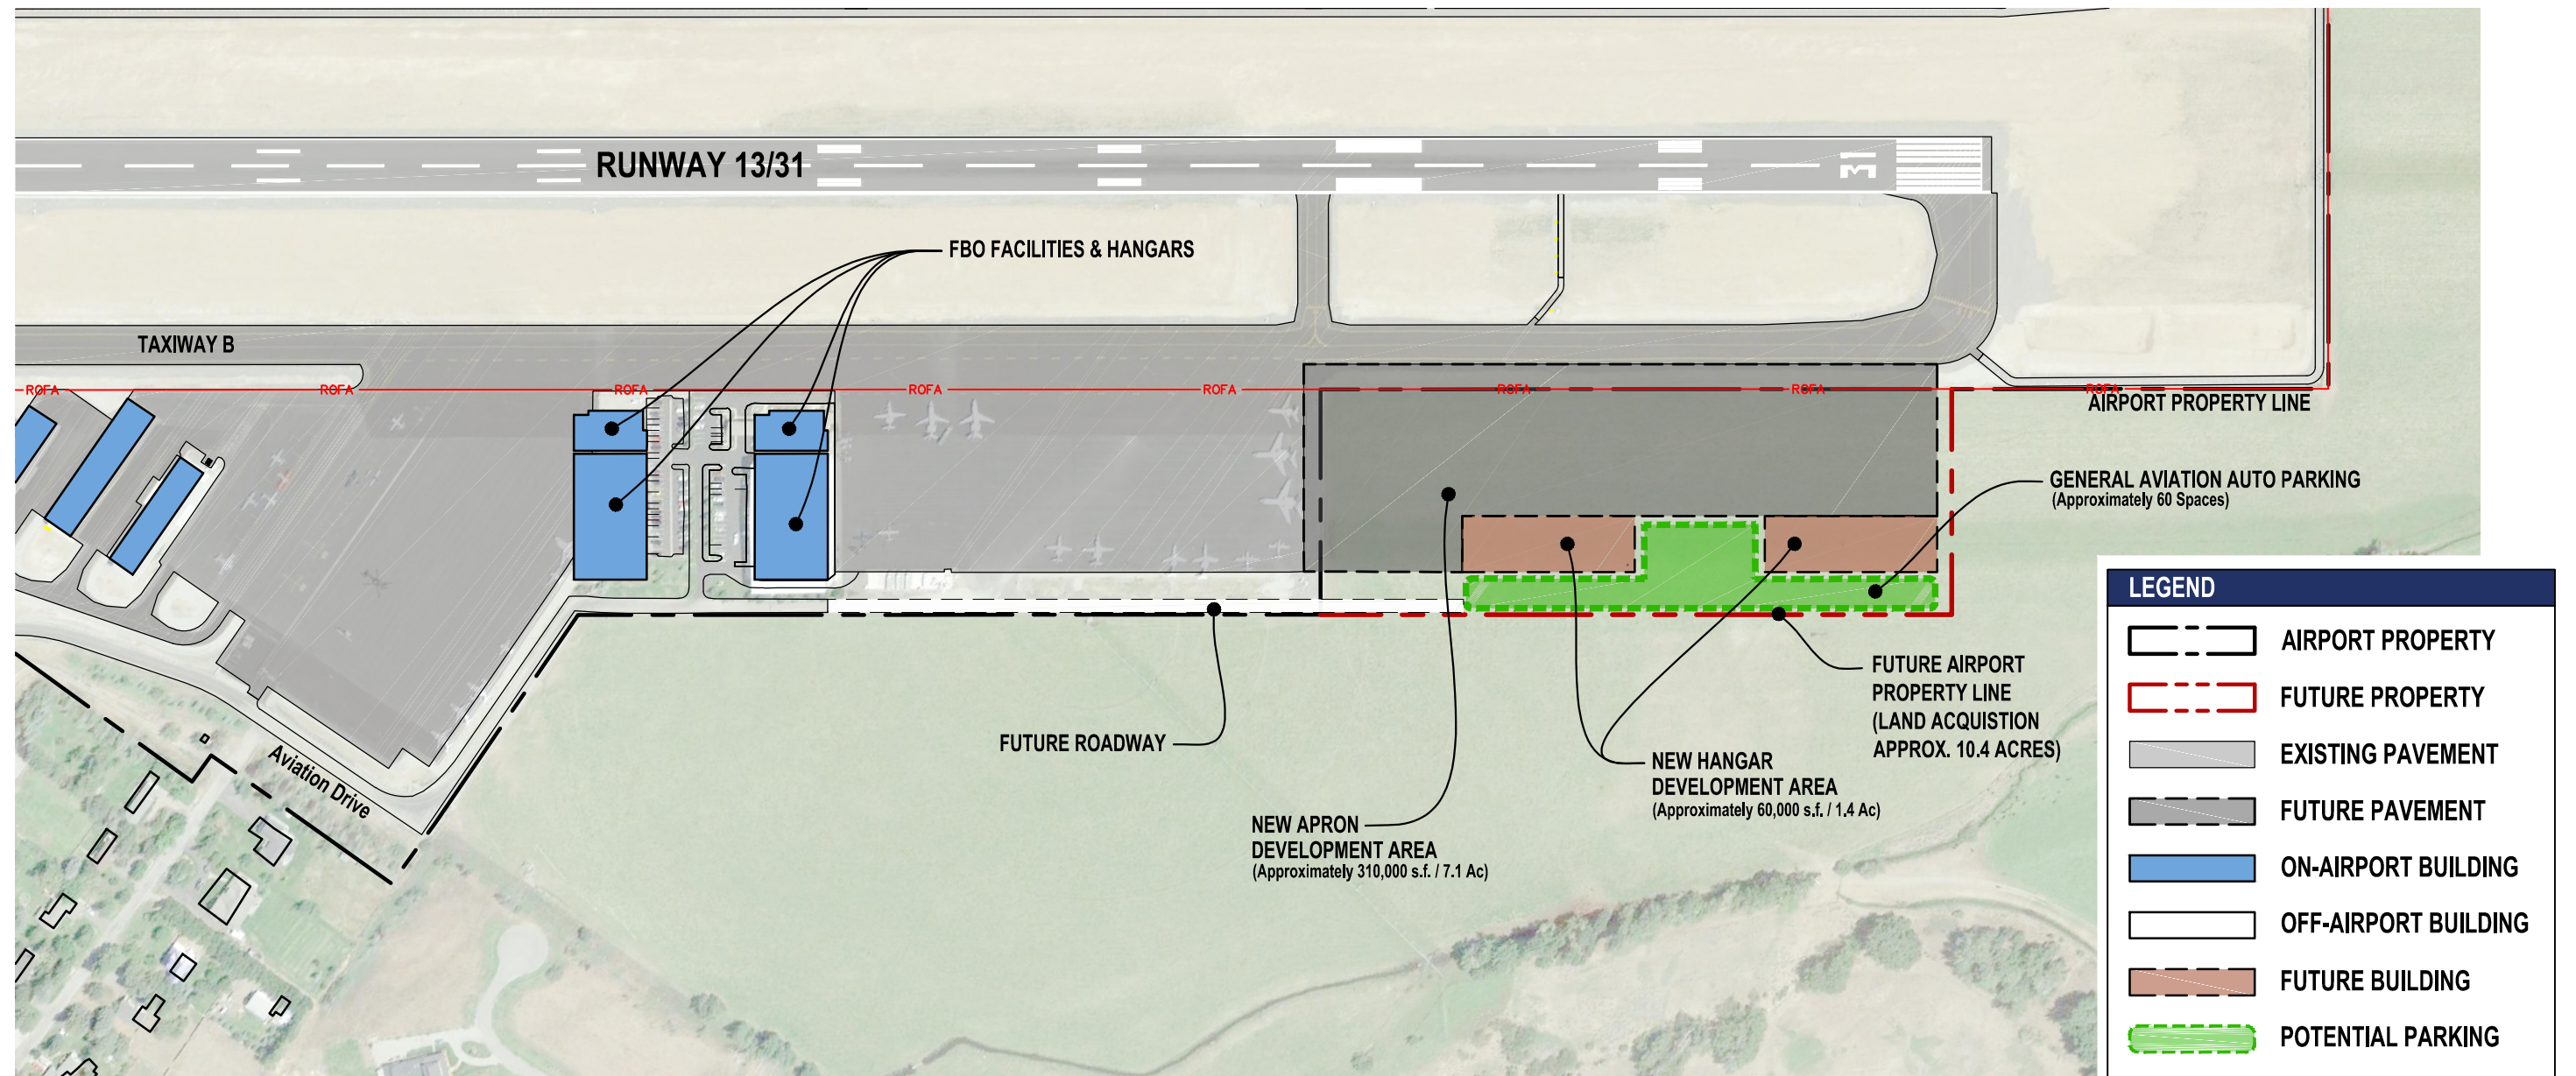 RUNWAY 13/31
31
FBO FACILITIES & HANGARS
TAXIWAY B
ROFA
ROFA
ROFA
ROFA
ROFA
ROFA
ROFA
ROFA
AIRPORT PROPERTY LINE
GENERAL AVIATION AUTO PARKING
(Approximately 60 Spaces)
FUTURE AIRPORT
PROPERTY LINE
(LAND ACQUISTION
APPROX. 10.4 ACRES)
FUTURE ROADWAY
NEW HANGAR
DEVELOPMENT AREA
(Approximately 60,000 s.f. / 1.4 Ac)
NEW APRON
DEVELOPMENT AREA
(Approximately 310,000 s.f. / 7.1 Ac)
Aviation Drive
LEGEND
AIRPORT PROPERTY
FUTURE PROPERTY
EXISTING PAVEMENT
FUTURE PAVEMENT
ON-AIRPORT BUILDING
OFF-AIRPORT BUILDING
FUTURE BUILDING
POTENTIAL PARKING